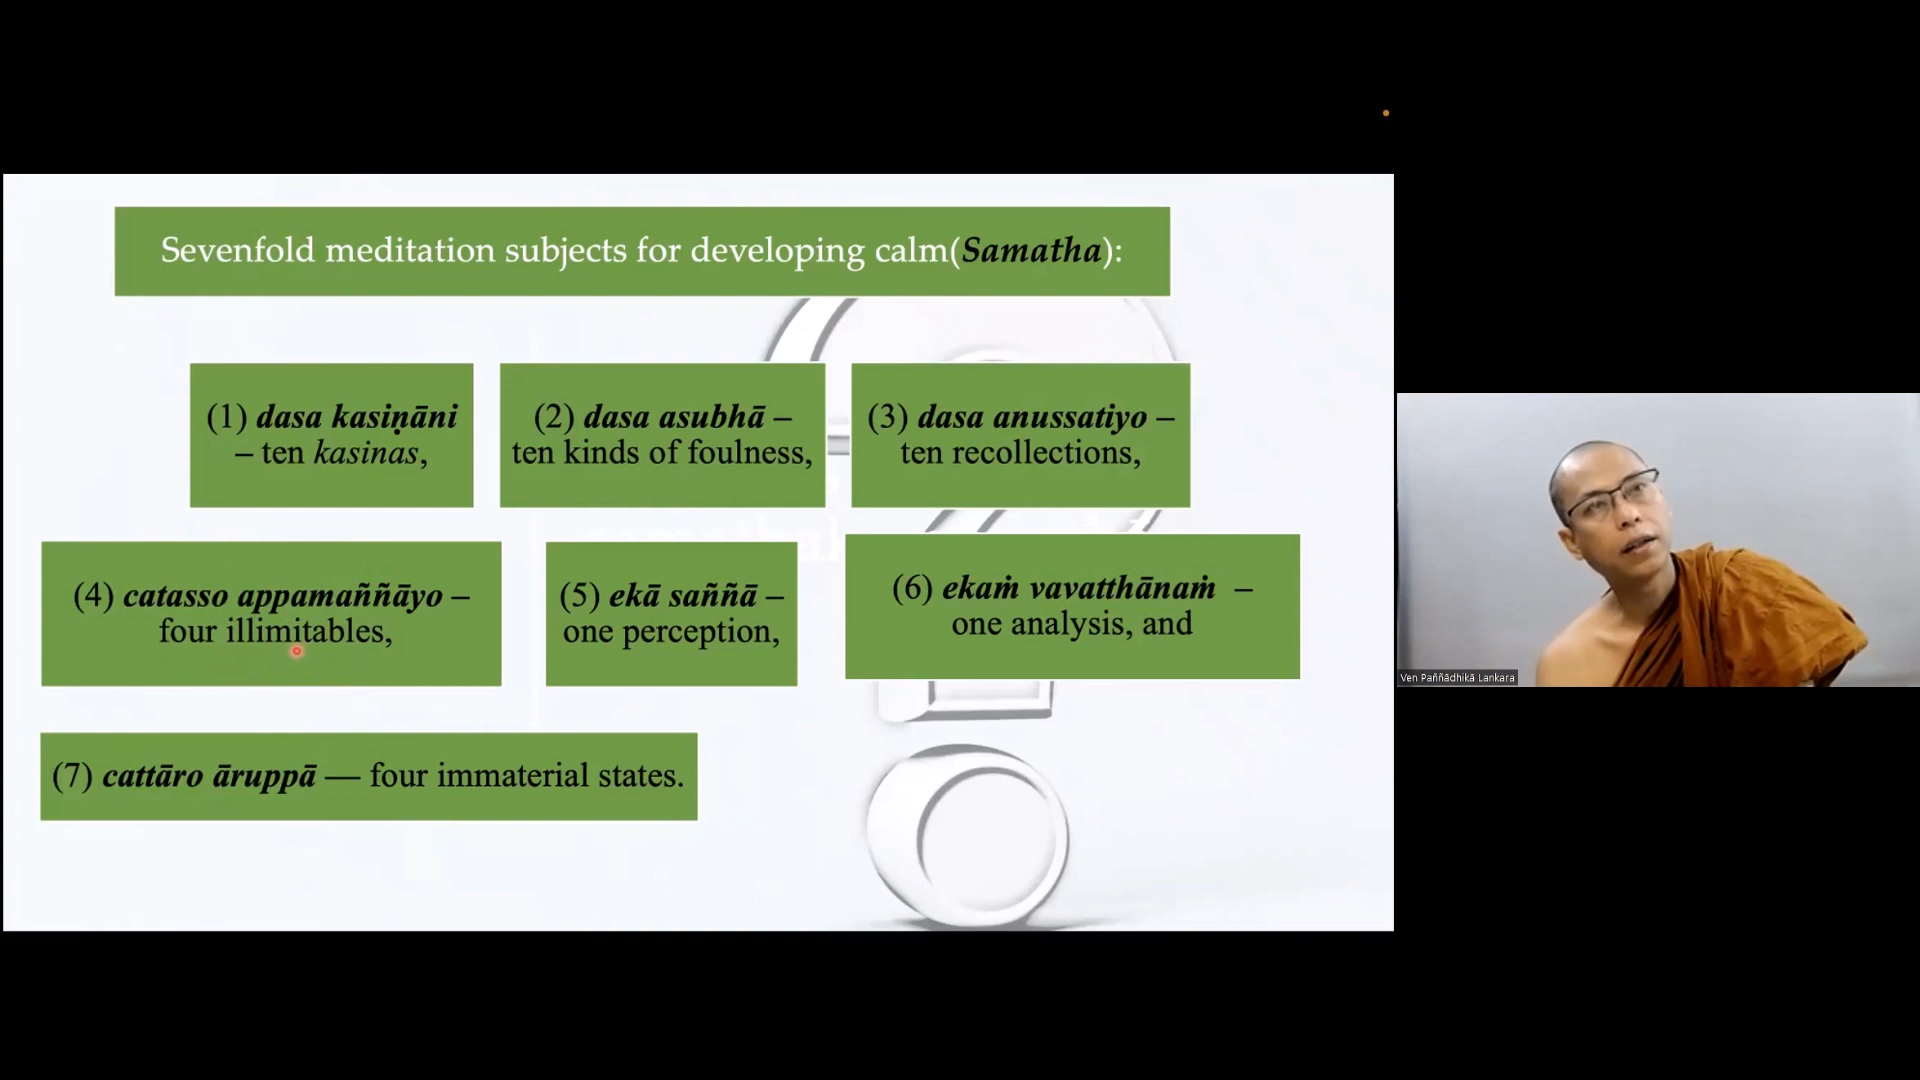 Sevenfold meditation subjects for developing calm(Samatha):
(1) dasa kasiṇāni
– ten kasinas,
(2) dasa asubhā –
ten kinds of foulness,
(3) dasa anussatiyo –
ten recollections,
(4) catasso appamaññāyo –
four illimitables,
(5) ekā saññā –
one perception,
(6) ekaṁ vavatthānaṁ –
one analysis, and
(7) cattāro āruppā — four immaterial states.
Ven Paññādhikā Lankara